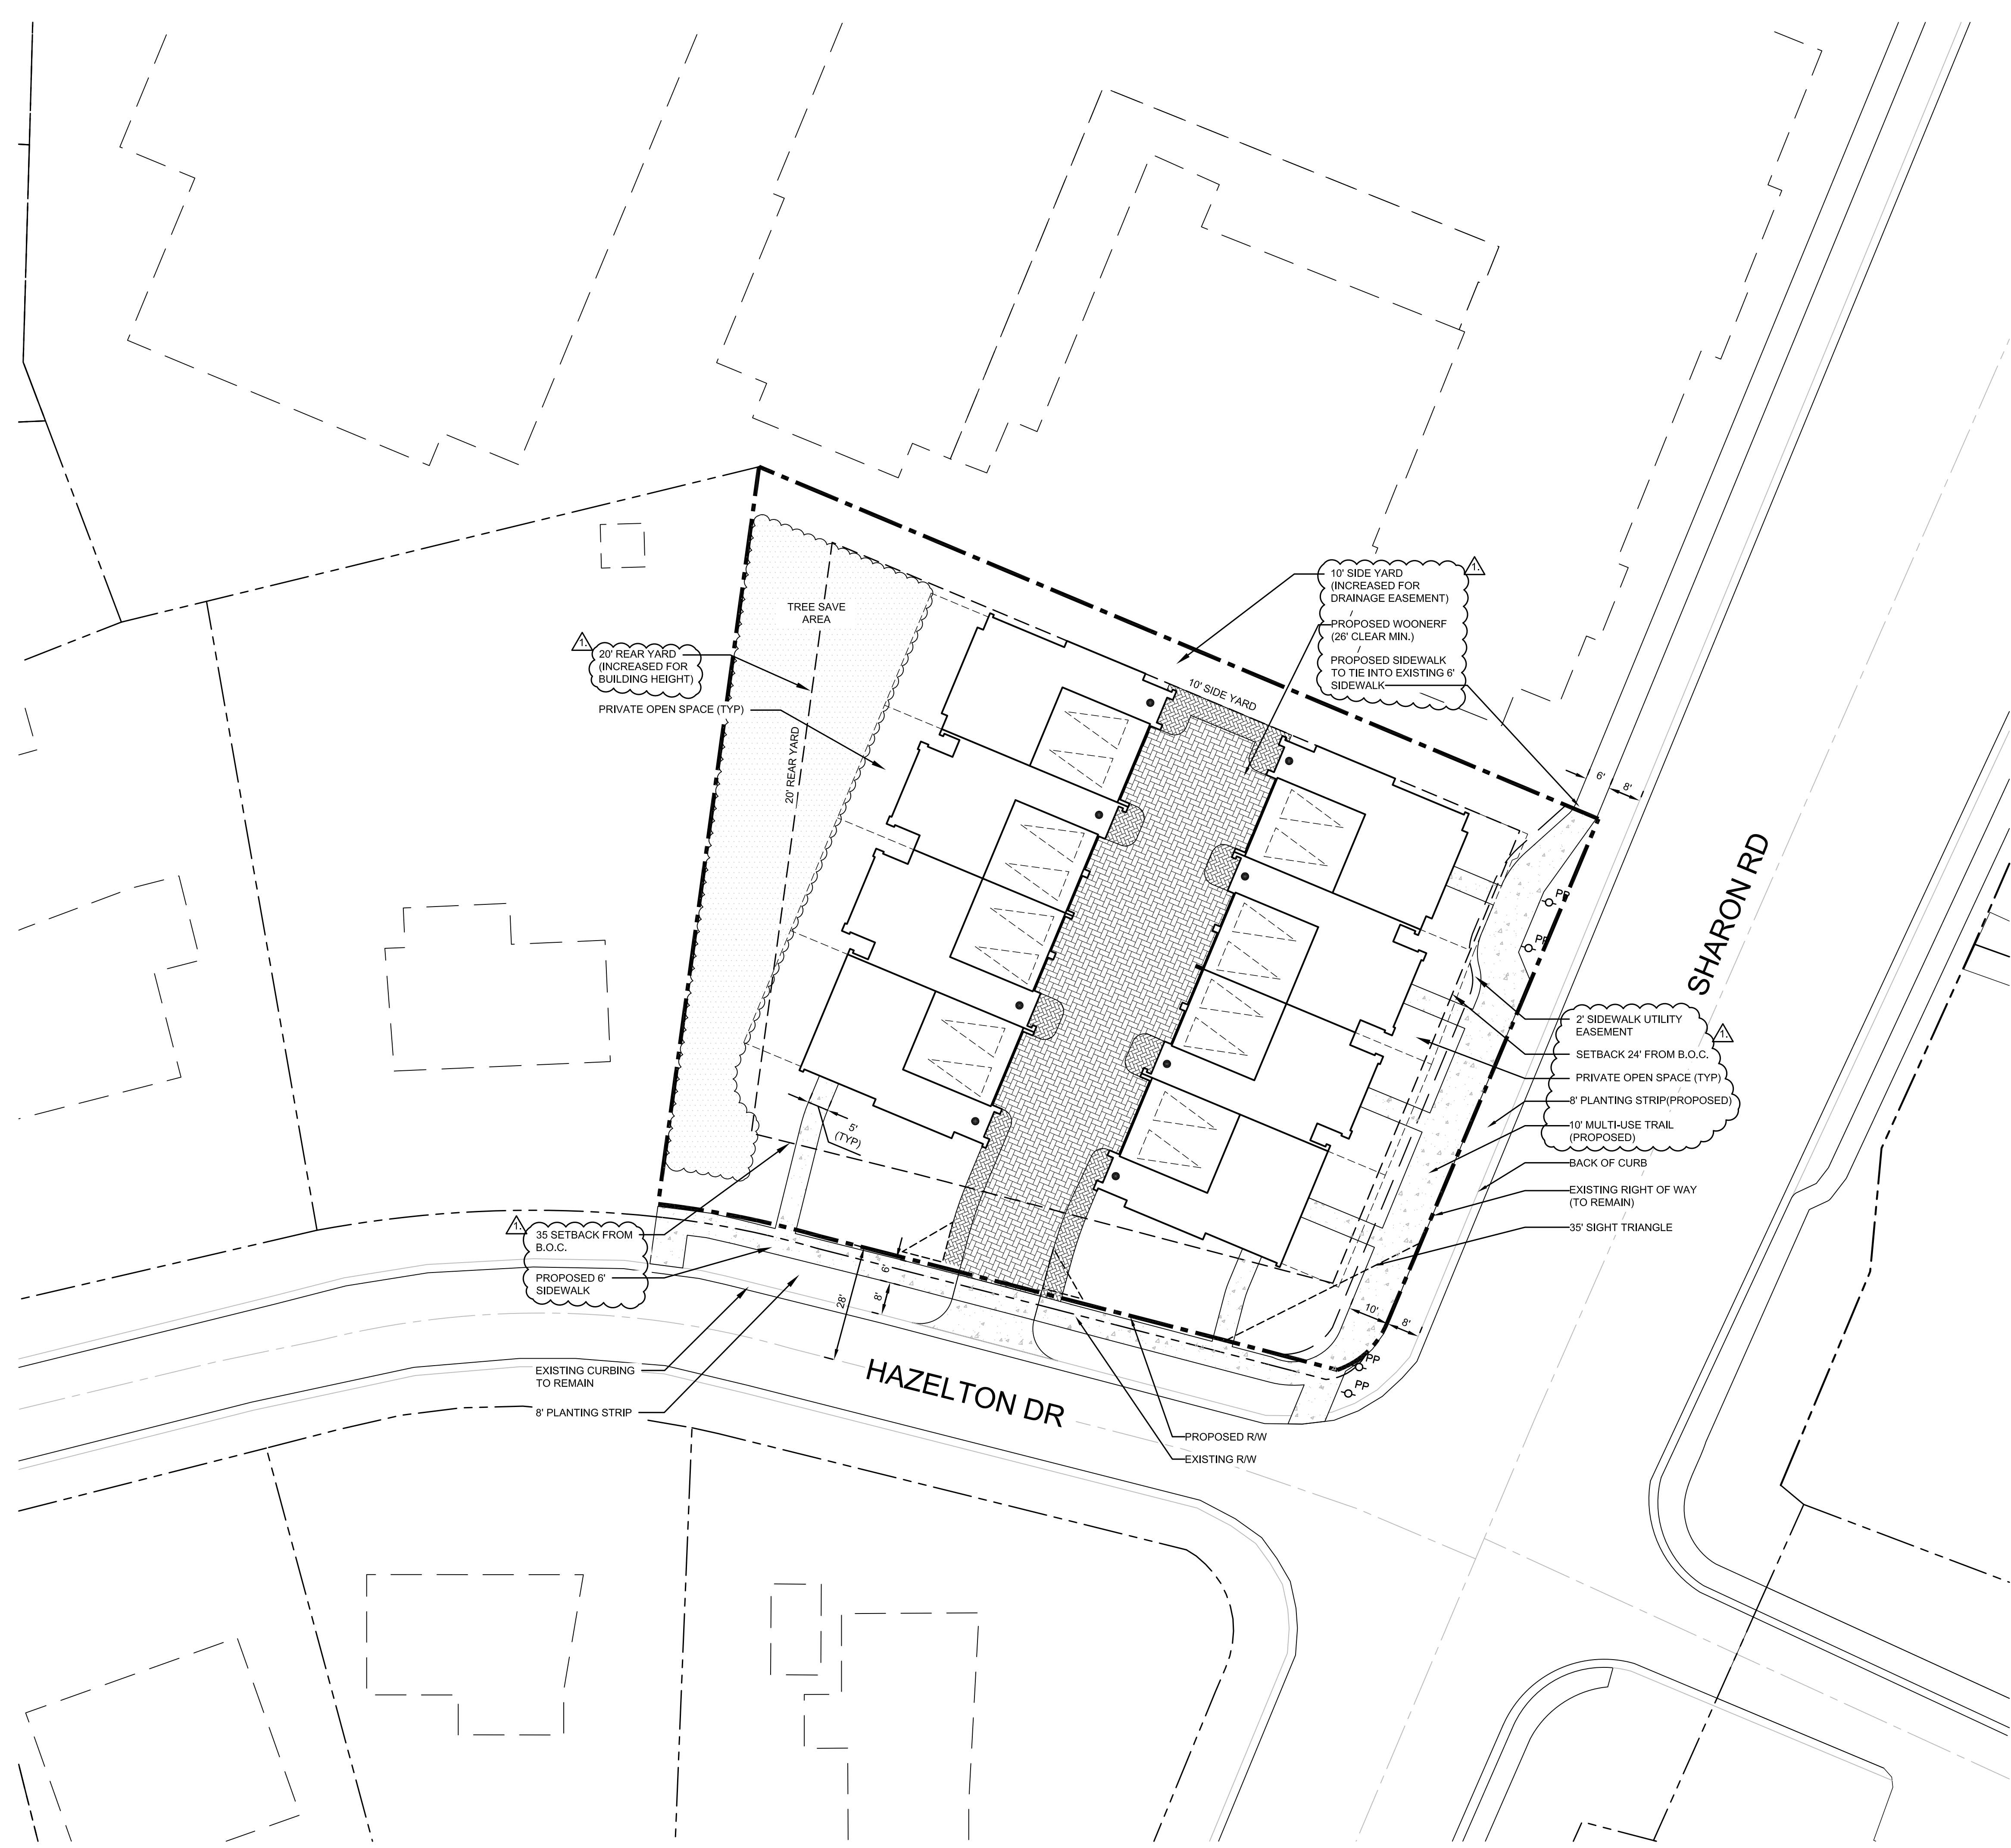 10' SIDE YARD
(INCREASED FOR
DRAINAGE EASEMENT)
1.
PROPOSED WOONERF
(26' CLEAR MIN.)
PROPOSED SIDEWALK
TO TIE INTO EXISTING 6'
SIDEWALK
TREE SAVE
AREA
1.
20' REAR YARD
(INCREASED FOR
BUILDING HEIGHT)
PRIVATE OPEN SPACE (TYP)
20' REAR YARD
10' SIDE YARD
6'
8'
PP
PP
SHARON RD
2' SIDEWALK UTILITY
EASEMENT
1.
SETBACK 24' FROM B.O.C.
PRIVATE OPEN SPACE (TYP)
8' PLANTING STRIP(PROPOSED)
10' MULTI-USE TRAIL
(PROPOSED)
BACK OF CURB
EXISTING RIGHT OF WAY
(TO REMAIN)
35' SIGHT TRIANGLE
5'
(TYP)
1.
35 SETBACK FROM
B.O.C.
PROPOSED 6'
SIDEWALK
6'
8'
28'
10'
8'
PP
PP
EXISTING CURBING
TO REMAIN
8' PLANTING STRIP
HAZELTON DR
PROPOSED R/W
EXISTING R/W